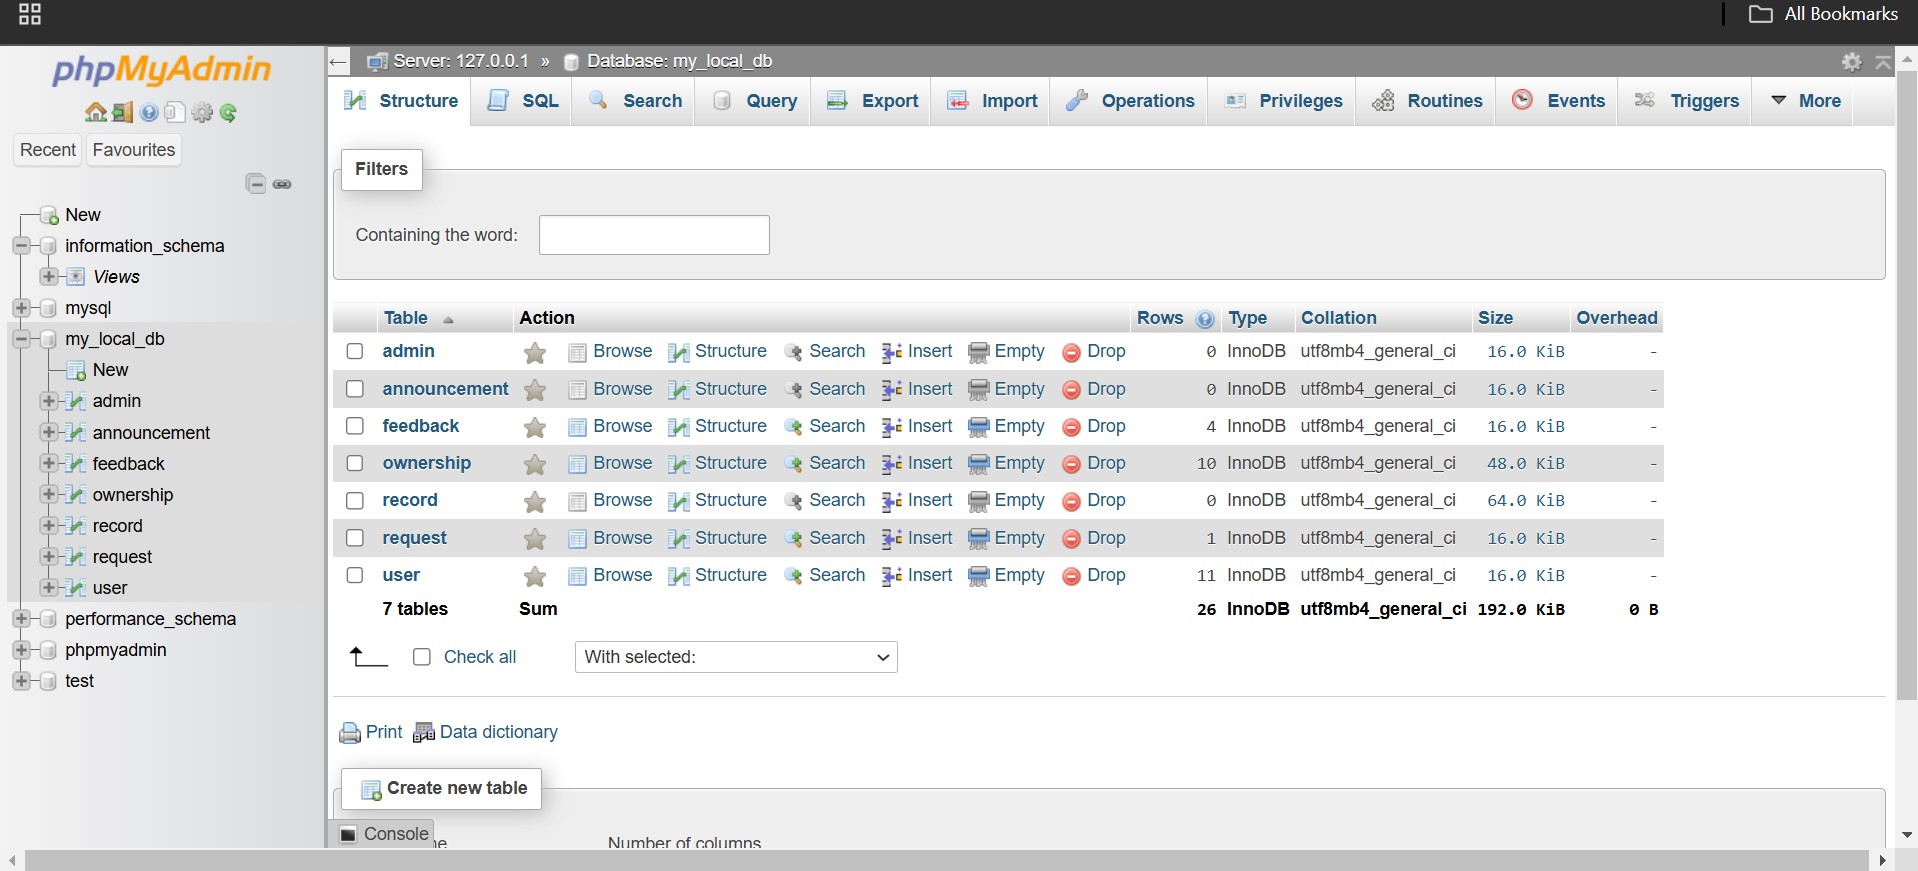 All Bookmarks
phpMyAdmin
Recent
Favourites
New
information_schema
Views
mysql
my_local_db
New
admin
announcement
feedback
ownership
record
request
user
performance_schema
phpmyadmin
test
Server: 127.0.0.1 » Database: my_local_db
Structure SQL Search Query Export Import Operations Privileges Routines Events Triggers More
Filters
Containing the word:
Table Action Rows Type Collation Size Overhead
admin Browse Structure Search Insert Empty Drop 0 InnoDB utf8mb4_general_ci 16.0 KiB -
announcement Browse Structure Search Insert Empty Drop 0 InnoDB utf8mb4_general_ci 16.0 KiB -
feedback Browse Structure Search Insert Empty Drop 4 InnoDB utf8mb4_general_ci 16.0 KiB -
ownership Browse Structure Search Insert Empty Drop 10 InnoDB utf8mb4_general_ci 48.0 KiB -
record Browse Structure Search Insert Empty Drop 0 InnoDB utf8mb4_general_ci 64.0 KiB -
request Browse Structure Search Insert Empty Drop 1 InnoDB utf8mb4_general_ci 16.0 KiB -
user Browse Structure Search Insert Empty Drop 11 InnoDB utf8mb4_general_ci 16.0 KiB -
7 tables Sum 26 InnoDB utf8mb4_general_ci 192.0 KiB 0 B
Check all With selected:
Print Data dictionary
Create new table
Console
Number of columns